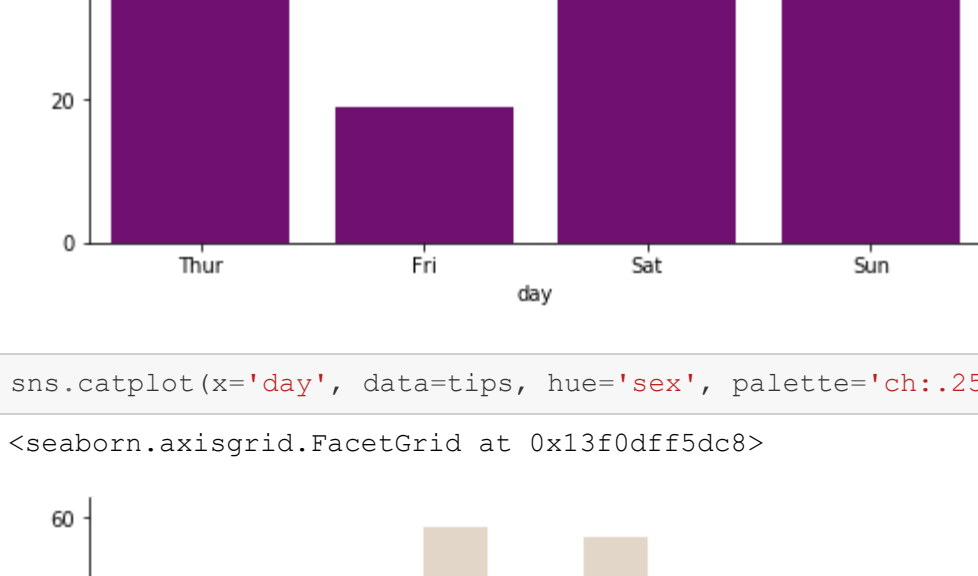 20
0
Thur Fri Sat Sun
day
sns.catplot(x='day', data=tips, hue='sex', palette='ch:.25
<seaborn.axisgrid.FacetGrid at 0x13f0dff5dc8>
60